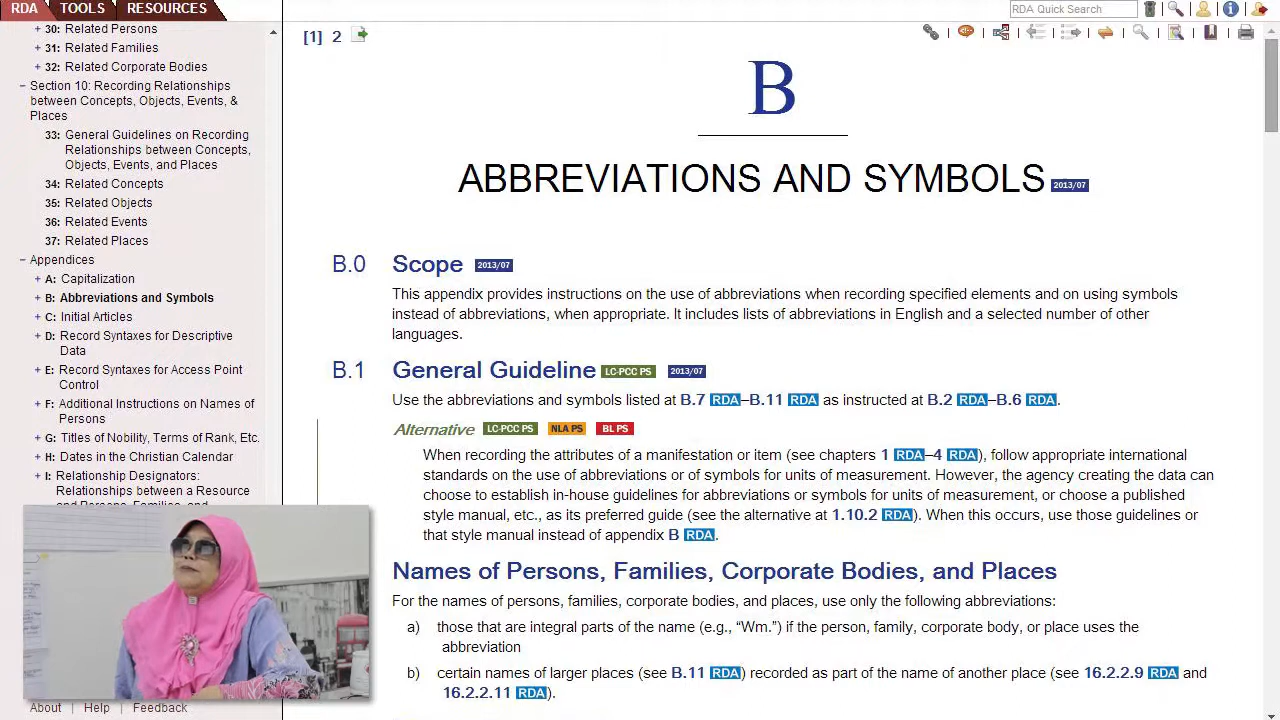 RDA TOOLS RESOURCES
RDA Quick Search
+ 30: Related Persons
+ 31: Related Families
+ 32: Related Corporate Bodies
− Section 10: Recording Relationships
between Concepts, Objects, Events, &
Places
33: General Guidelines on Recording
Relationships between Concepts,
Objects, Events, and Places
34: Related Concepts
35: Related Objects
36: Related Events
37: Related Places
− Appendices
+ A: Capitalization
+ B: Abbreviations and Symbols
+ C: Initial Articles
+ D: Record Syntaxes for Descriptive
Data
+ E: Record Syntaxes for Access Point
Control
+ F: Additional Instructions on Names of
Persons
+ G: Titles of Nobility, Terms of Rank, Etc.
+ H: Dates in the Christian Calendar
+ I: Relationship Designators:
Relationships between a Resource
About | Help | Feedback
[1] 2
B
ABBREVIATIONS AND SYMBOLS 2013/07
B.0 Scope 2013/07
This appendix provides instructions on the use of abbreviations when recording specified elements and on using symbols
instead of abbreviations, when appropriate. It includes lists of abbreviations in English and a selected number of other
languages.
B.1 General Guideline LC-PCC PS 2013/07
Use the abbreviations and symbols listed at B.7 RDA–B.11 RDA as instructed at B.2 RDA–B.6 RDA.
Alternative LC-PCC PS NLA PS BL PS
When recording the attributes of a manifestation or item (see chapters 1 RDA–4 RDA), follow appropriate international
standards on the use of abbreviations or of symbols for units of measurement. However, the agency creating the data can
choose to establish in-house guidelines for abbreviations or symbols for units of measurement, or choose a published
style manual, etc., as its preferred guide (see the alternative at 1.10.2 RDA). When this occurs, use those guidelines or
that style manual instead of appendix B RDA.
Names of Persons, Families, Corporate Bodies, and Places
For the names of persons, families, corporate bodies, and places, use only the following abbreviations:
a) those that are integral parts of the name (e.g., “Wm.”) if the person, family, corporate body, or place uses the
abbreviation
b) certain names of larger places (see B.11 RDA) recorded as part of the name of another place (see 16.2.2.9 RDA and
16.2.2.11 RDA).